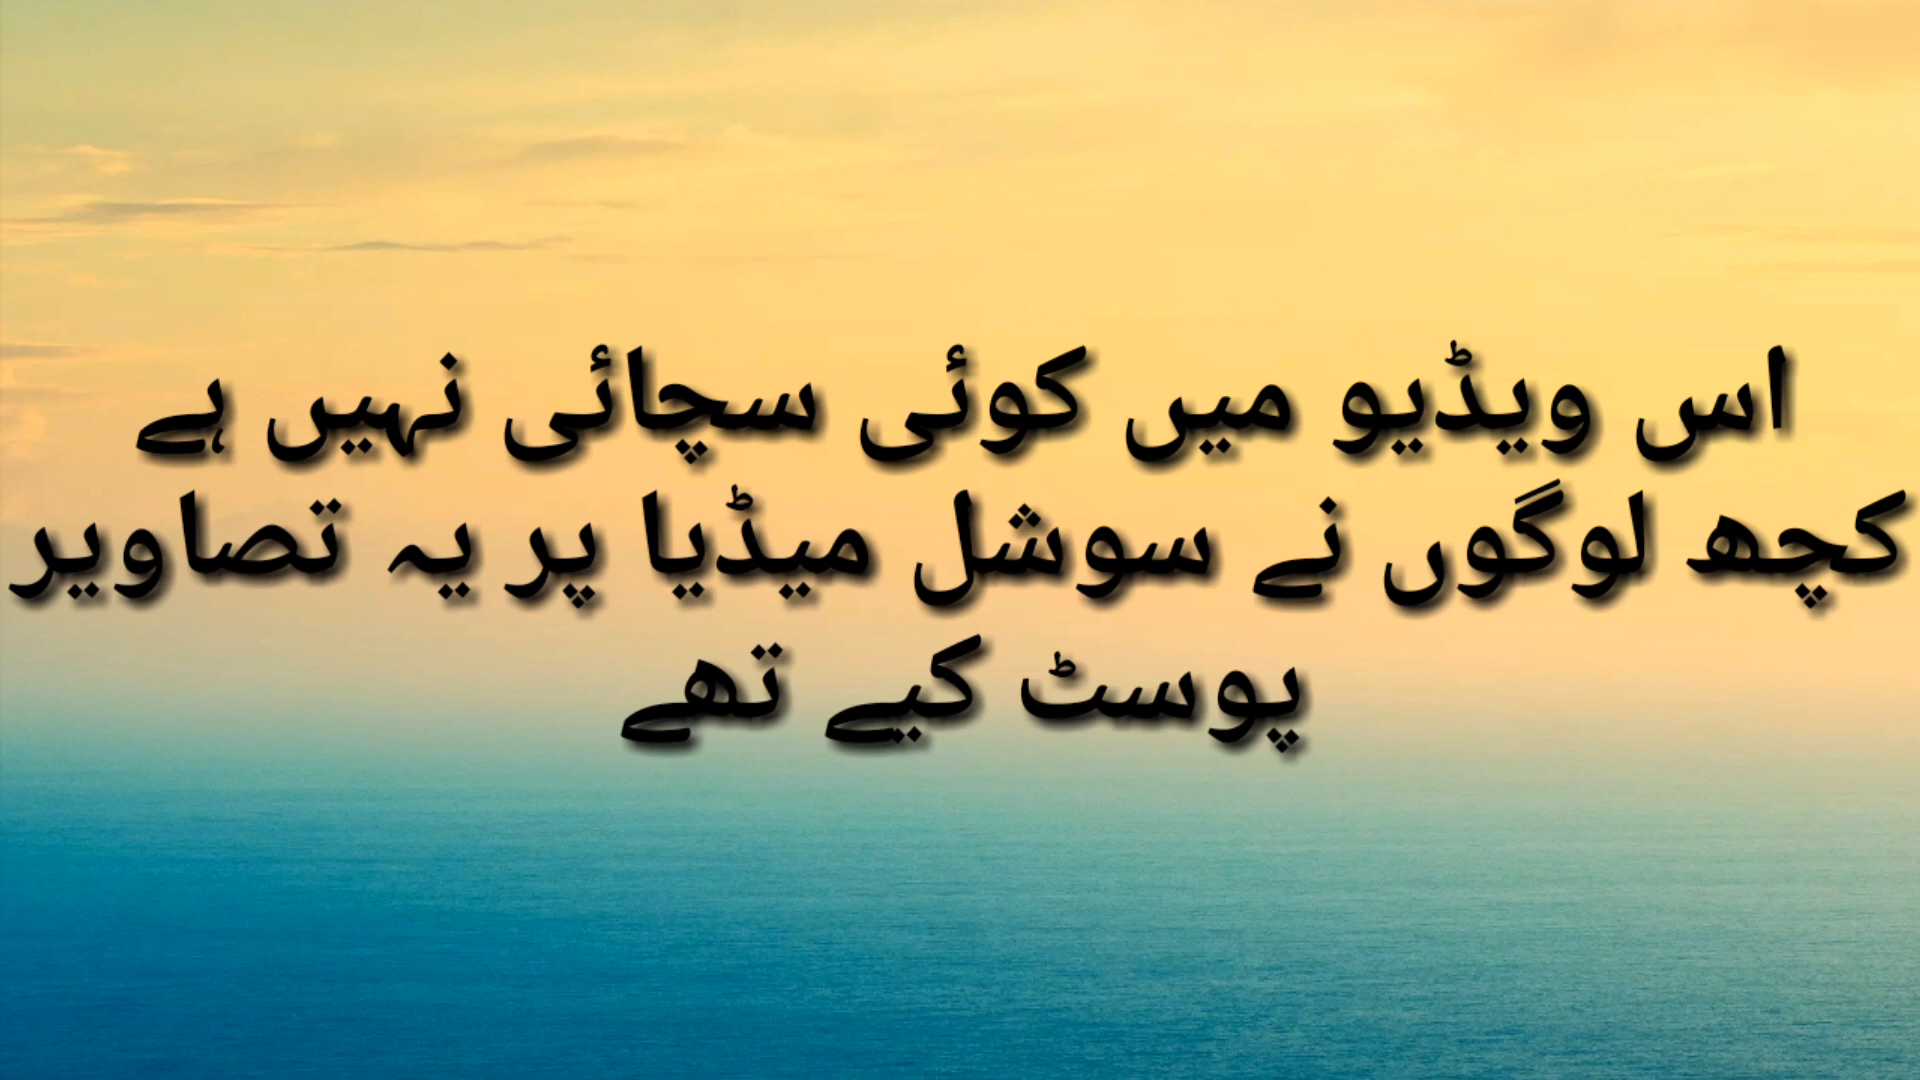 اس ویڈیو میں کوئی سچائی نہیں ہے
کچھ لوگوں نے سوشل میڈیا پر یہ تصاویر
پوسٹ کیے تھے